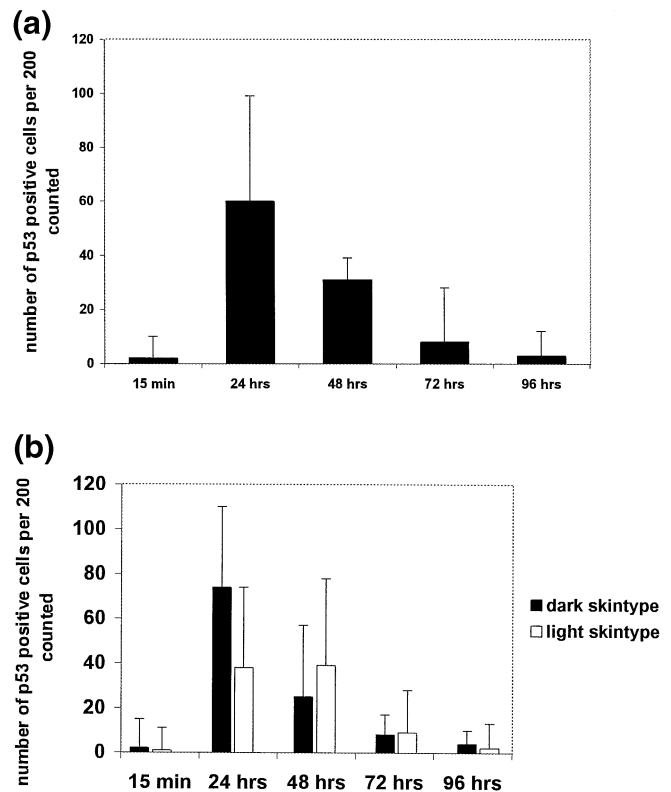 (a)
number of p53 positive cells per 200
counted
120
100
80
60
40
20
0
15 min 24 hrs 48 hrs 72 hrs 96 hrs
(b)
number of p53 positive cells per 200
counted
120
100
80
60
40
20
0
15 min 24 hrs 48 hrs 72 hrs 96 hrs
dark skintype
light skintype